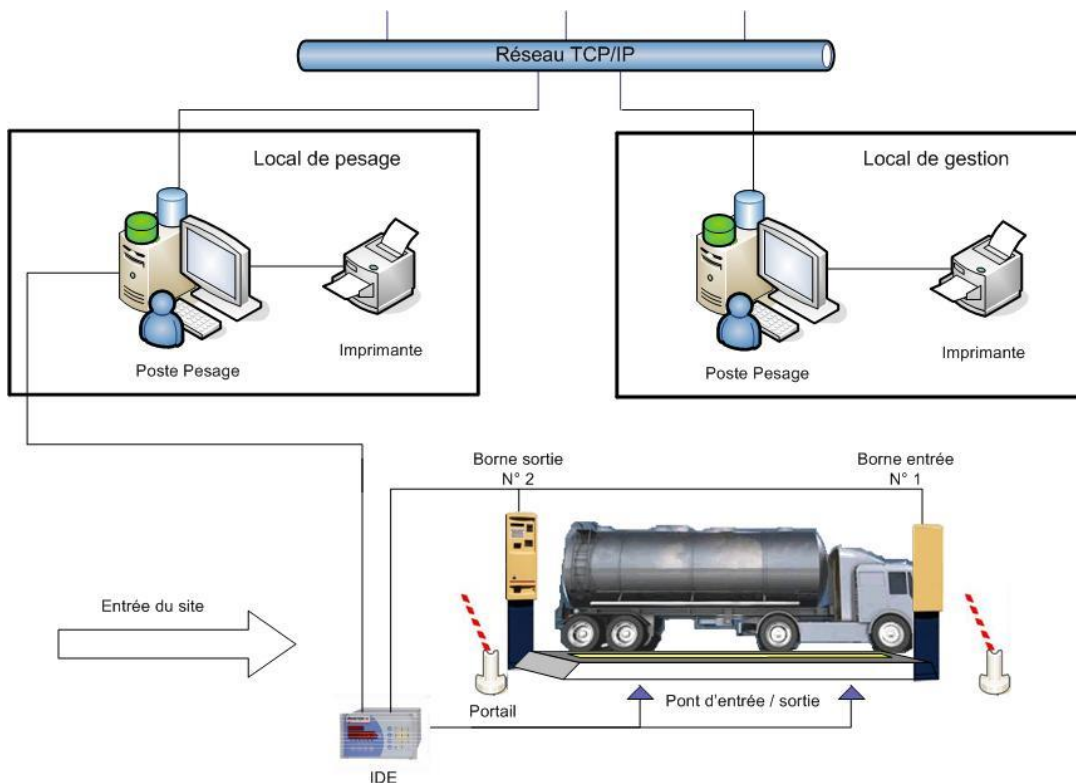 Réseau TCP/IP
Local de pesage
Local de gestion
Imprimante
Poste Pesage
Imprimante
Poste Pesage
Borne sortie
N° 2
Borne entrée
N° 1
Entrée du site
Portail
Pont d'entrée / sortie
IDE